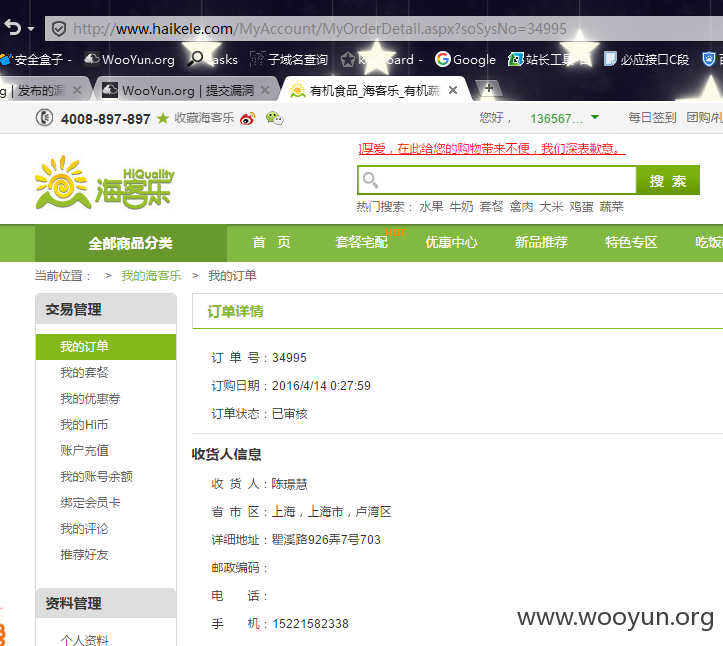 http://www.haikele.com/MyAccount/MyOrderDetail.aspx?soSysNo=34995
安全盒子 - WooYun.org 子域名查询 Google 站长工具 必应接口C段
WooYun.org | 提交漏洞 有机食品_海客乐_有机蔬
4008-897-897 收藏海客乐 您好， 136567... 每日签到 团购/礼
厚爱，在此给您的购物带来不便，我们深表歉意。
HiQuality
海客乐
搜 索
热门搜索： 水果 牛奶 套餐 禽肉 大米 鸡蛋 蔬菜
全部商品分类 首 页 套餐宅配 优惠中心 新品推荐 特色专区 吃饭
当前位置： > 我的海客乐 > 我的订单
交易管理
我的订单
我的套餐
我的优惠券
我的Hi币
账户充值
我的账号余额
绑定会员卡
我的评论
推荐好友
资料管理
个人资料
订单详情
订 单 号：34995
订购日期：2016/4/14 0:27:59
订单状态：已审核
收货人信息
收 货 人：陈璟慧
省 市 区：上海，上海市，卢湾区
详细地址：瞿溪路926弄7号703
邮政编码：
电 话：
手 机：15221582338
www.wooyun.org